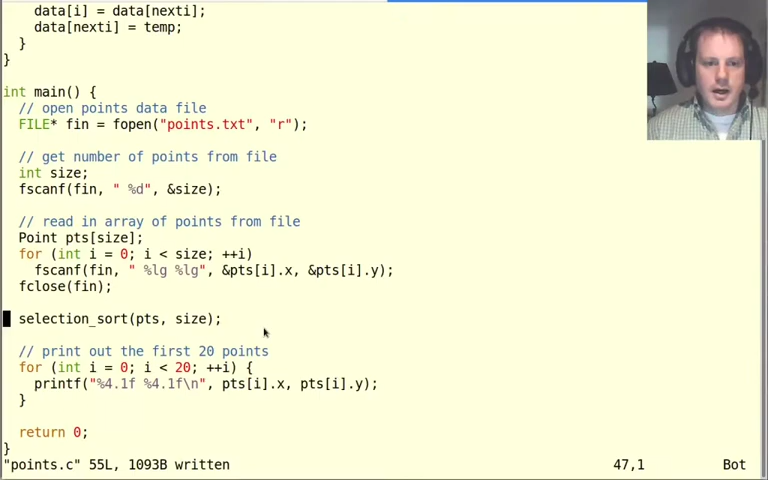 data[i] = data[nexti];
data[nexti] = temp;
}
}
int main() {
// open points data file
FILE* fin = fopen("points.txt", "r");
// get number of points from file
int size;
fscanf(fin, " %d", &size);
// read in array of points from file
Point pts[size];
for (int i = 0; i < size; ++i)
fscanf(fin, " %lg %lg", &pts[i].x, &pts[i].y);
fclose(fin);
selection_sort(pts, size);
// print out the first 20 points
for (int i = 0; i < 20; ++i) {
printf("%4.1f %4.1f\n", pts[i].x, pts[i].y);
}
return 0;
}
"points.c" 55L, 1093B written 47,1 Bot